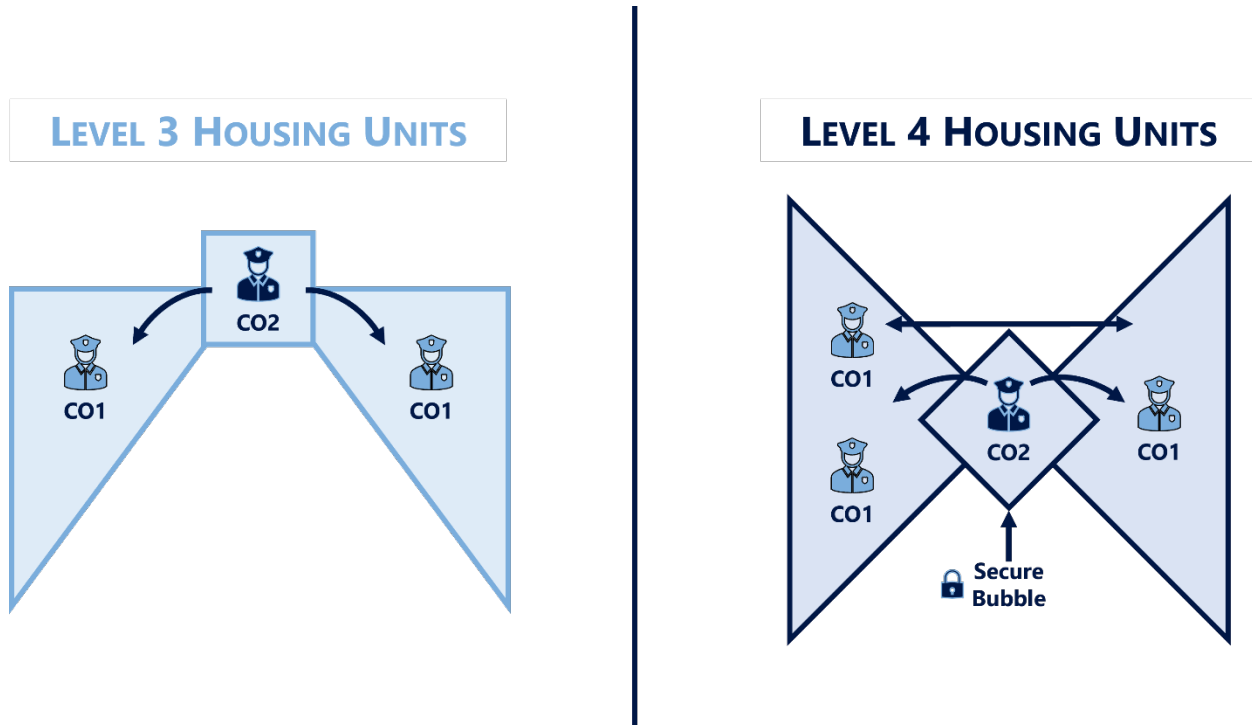 LEVEL 3 HOUSING UNITS
CO2
CO1
CO1
LEVEL 4 HOUSING UNITS
CO1
CO2
CO1
CO1
Secure
Bubble